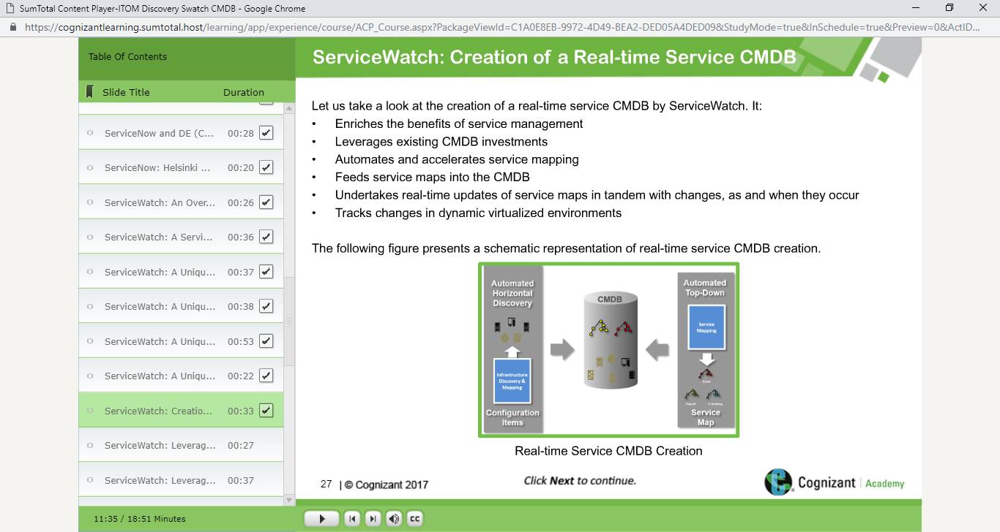 SumTotal Content Player-ITOM Discovery Swatch CMDB - Google Chrome
https://cognizantlearning.sumtotal.host/learning/app/experience/course/ACP_Course.aspx?PackageViewId=C1A0E8EB-9972-4D49-BEA2-DED05A4DED09&StudyMode=true&InSchedule=true&Preview=0&ActID...
Table Of Contents
Slide Title Duration
ServiceNow and DE (C... 00:28
ServiceNow: Helsinki ... 00:20
ServiceWatch: An Over... 00:26
ServiceWatch: A Servi... 00:36
ServiceWatch: A Uniqu... 00:37
ServiceWatch: A Uniqu... 00:38
ServiceWatch: A Uniqu... 00:53
ServiceWatch: A Uniqu... 00:22
ServiceWatch: Creatio... 00:33
ServiceWatch: Leverag... 00:27
ServiceWatch: Leverag... 00:37
11:35 / 18:51 Minutes
ServiceWatch: Creation of a Real-time Service CMDB
Let us take a look at the creation of a real-time service CMDB by ServiceWatch. It:
• Enriches the benefits of service management
• Leverages existing CMDB investments
• Automates and accelerates service mapping
• Feeds service maps into the CMDB
• Undertakes real-time updates of service maps in tandem with changes, as and when they occur
• Tracks changes in dynamic virtualized environments
The following figure presents a schematic representation of real-time service CMDB creation.
Automated
Horizontal
Discovery
Infrastructure
Discovery &
Mapping
Configuration
Items
CMDB
Automated
Top-Down
Service
Mapping
Email
Payroll E-Banking
Service
Map
Real-time Service CMDB Creation
27 | © Cognizant 2017
Click Next to continue.
Cognizant | Academy
CC